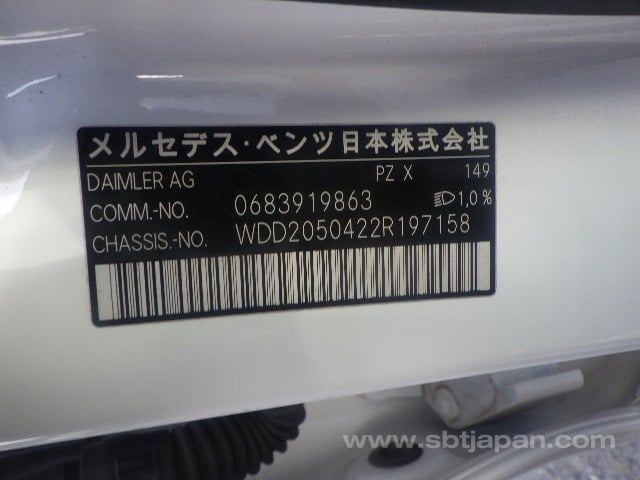 メルセデス・ベンツ日本株式会社
DAIMLER AG PZ X 149
COMM.-NO. 0683919863 1,0%
CHASSIS.-NO. WDD2050422R197158
www.sbtjapan.com